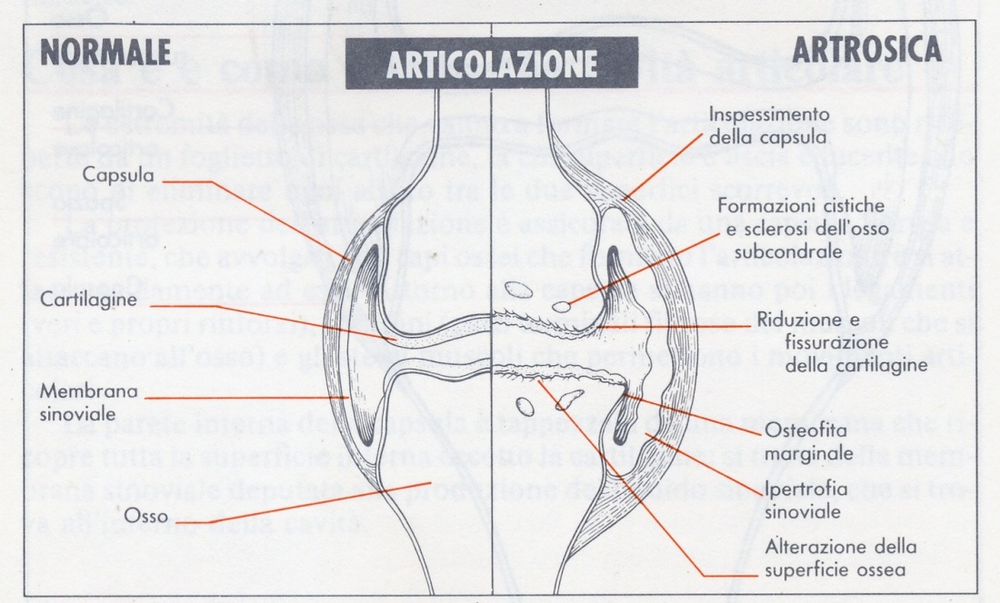 NORMALE
ARTICOLAZIONE
ARTROSICA
Capsula
Cartilagine
Membrana
sinoviale
Osso
Inspessimento
della capsula
Formazioni cistiche
e sclerosi dell'osso
subcondrale
Riduzione e
fissurazione
della cartilagine
Osteofita
marginale
Ipertrofia
sinoviale
Alterazione della
superficie ossea